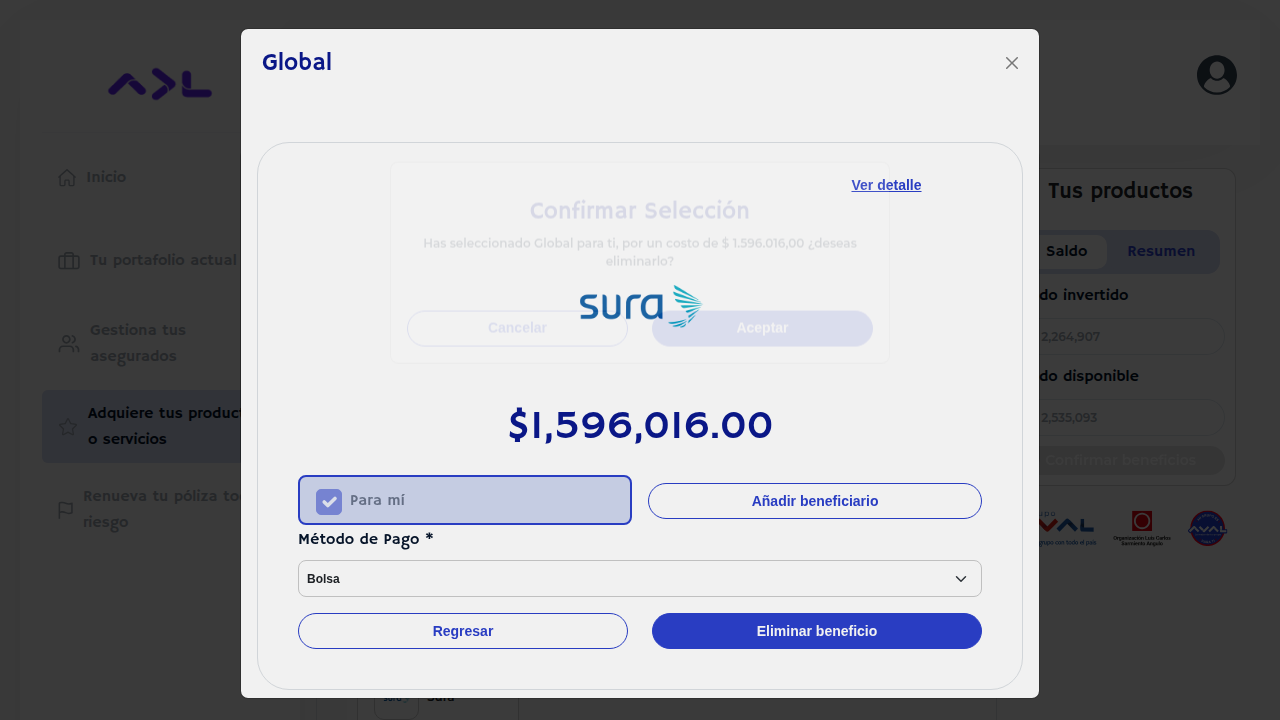 Global
Inicio
Tu portafolio actual
Gestiona tus
asegurados
Adquiere tus product
o servicios
Renueva tu póliza to
riesgo
Ver detalle
Confirmar Selección
Has seleccionado Global para ti, por un costo de $ 1.596.016,00 ¿deseas
eliminarlo?
sura
Cancelar
Aceptar
$1,596,016.00
Para mí
Añadir beneficiario
Método de Pago *
Bolsa
Regresar
Eliminar beneficio
Tus productos
Saldo
Resumen
do invertido
2,264,907
do disponible
2,535,093
Confirmar beneficios